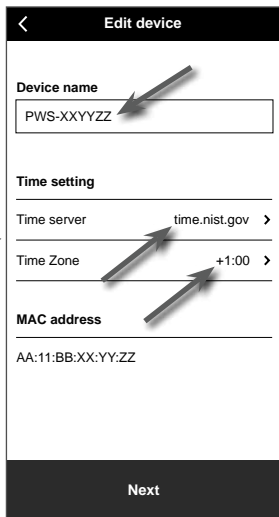 Edit device
Device name
PWS-XXYYZZ
Time setting
Time server time.nist.gov
Time Zone +1:00
MAC address
AA:11:BB:XX:YY:ZZ
Next